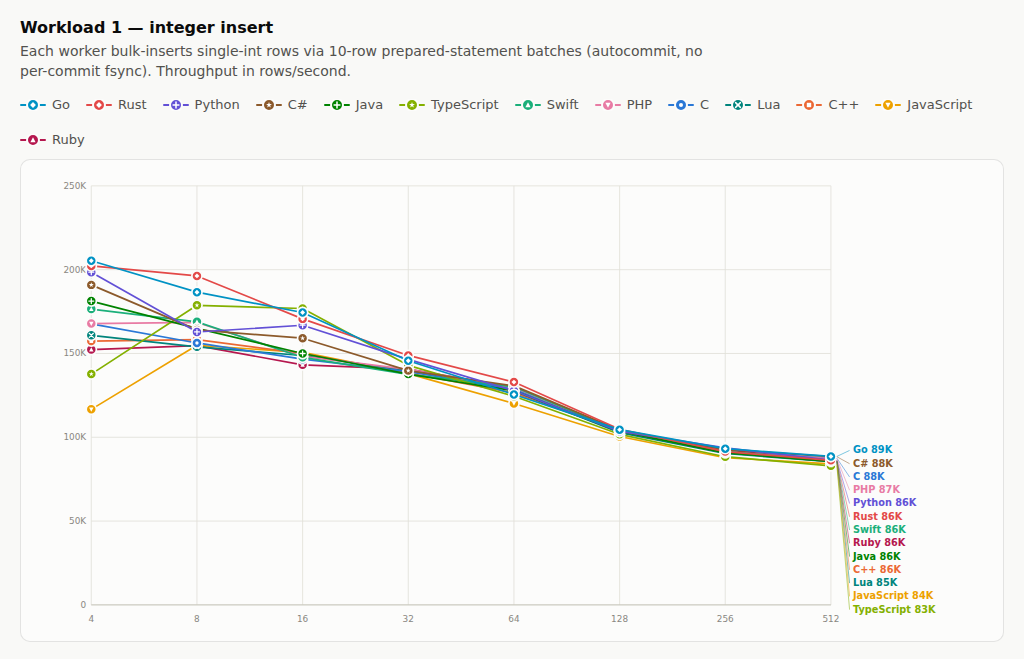 Workload 1 — integer insert
Each worker bulk-inserts single-int rows via 10-row prepared-statement batches (autocommit, no
per-commit fsync). Throughput in rows/second.
Go Rust Python C# Java TypeScript Swift PHP C Lua C++ JavaScript
Ruby
250K
200K
150K
100K
50K
0
4 8 16 32 64 128 256 512
Go 89K
C# 88K
C 88K
PHP 87K
Python 86K
Rust 86K
Swift 86K
Ruby 86K
Java 86K
C++ 86K
Lua 85K
JavaScript 84K
TypeScript 83K